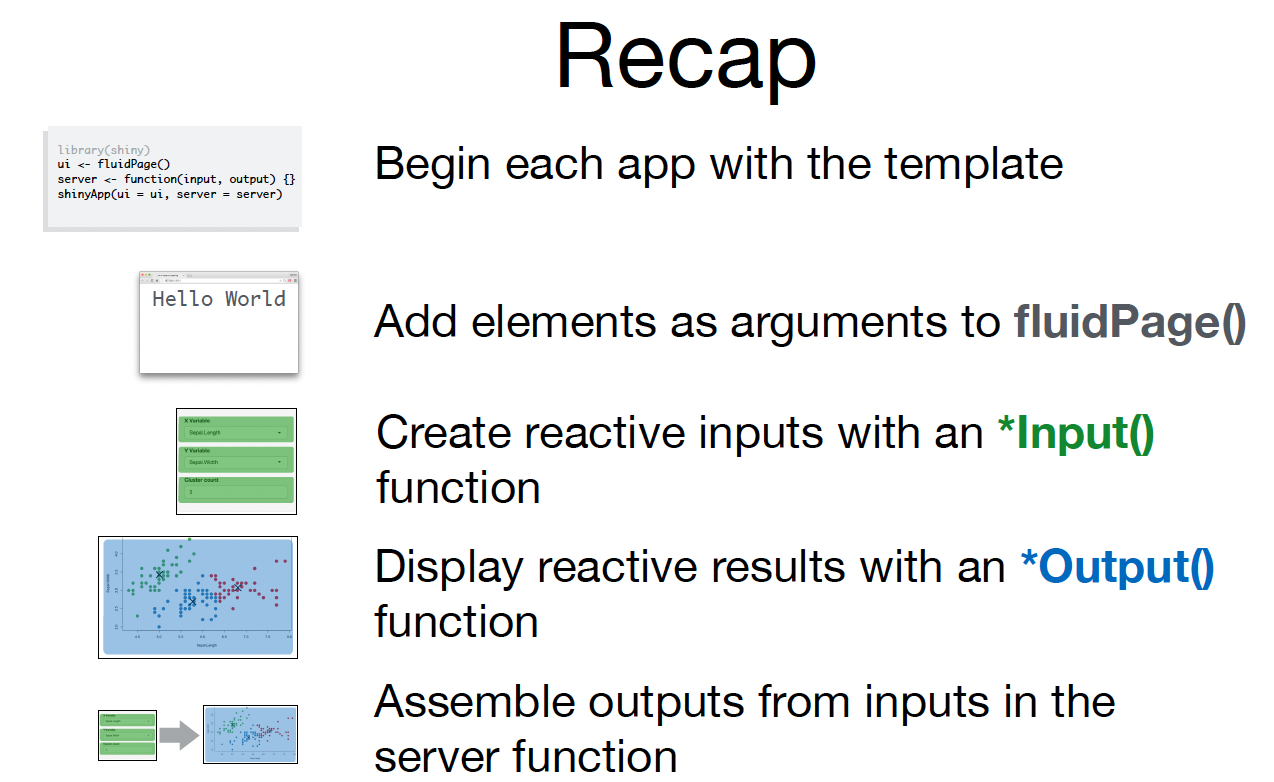 Recap
library(shiny)
ui <- fluidPage()
server <- function(input, output) {}
shinyApp(ui = ui, server = server)
Begin each app with the template
Hello World
Add elements as arguments to fluidPage()
X Variable
Sepal.Length
Y Variable
Sepal.Width
Cluster count
3
Create reactive inputs with an *Input()
function
Display reactive results with an *Output()
function
Sepal.Length
Assemble outputs from inputs in the
server function